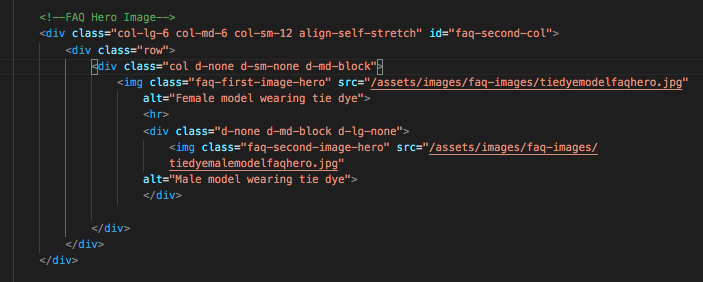 <!--FAQ Hero Image-->
<div class="col-lg-6 col-md-6 col-sm-12 align-self-stretch" id="faq-second-col">
<div class="row">
<div class="col d-none d-sm-none d-md-block">
<img class="faq-first-image-hero" src="/assets/images/faq-images/tiedyemodelfaqhero.jpg"
alt="Female model wearing tie dye">
<hr>
<div class="d-none d-md-block d-lg-none">
<img class="faq-second-image-hero" src="/assets/images/faq-images/
tiedyemalemodelfaqhero.jpg"
alt="Male model wearing tie dye">
</div>
</div>
</div>
</div>